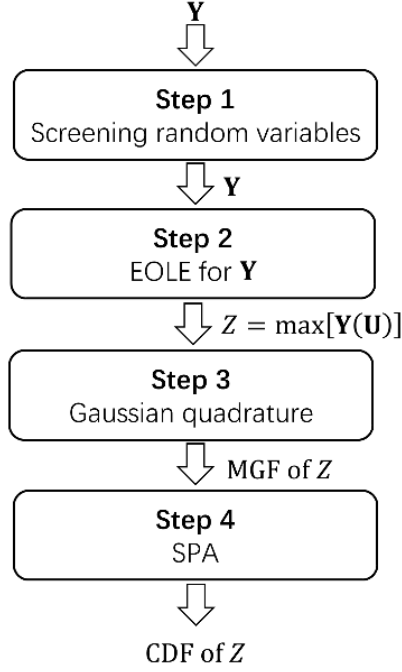 Y
Step 1
Screening random variables
Y
Step 2
EOLE for Y
Z = max[Y(U)]
Step 3
Gaussian quadrature
MGF of Z
Step 4
SPA
CDF of Z